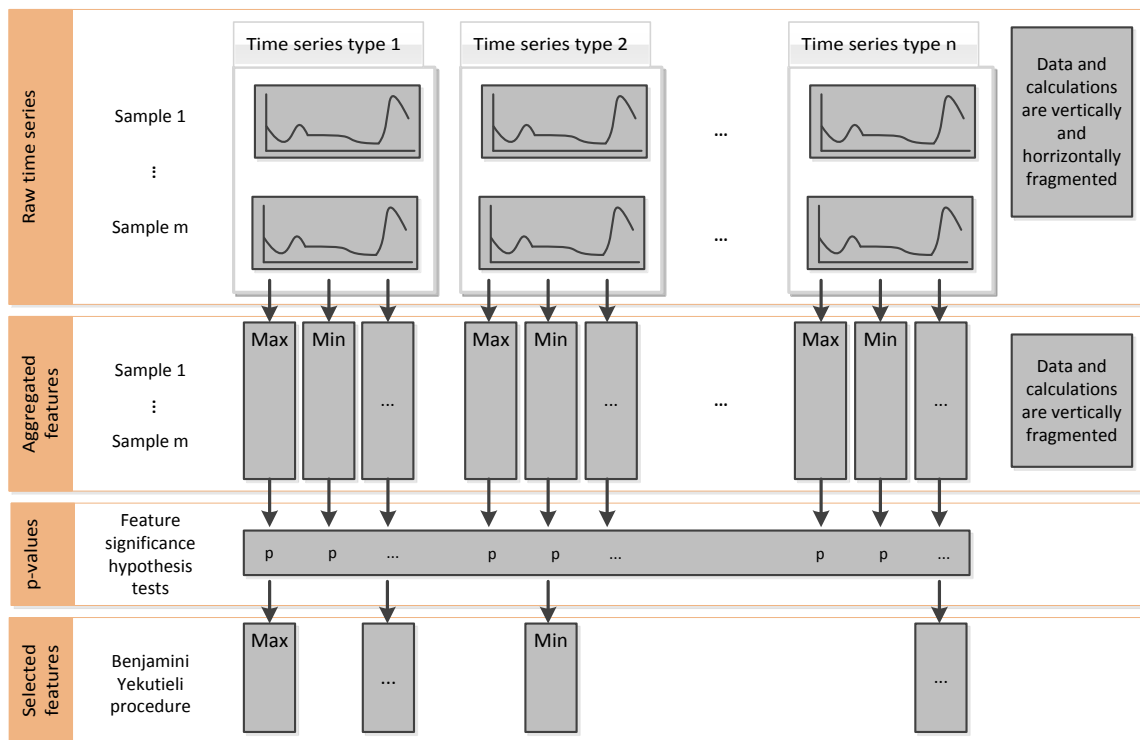 Raw time series
Time series type 1
Time series type 2
Time series type n
Sample 1
...
Sample m
...
...
Data and
calculations
are vertically
and
horrizontally
fragmented
Aggregated
features
Sample 1
...
Sample m
Max
Min
...
Max
Min
...
...
Max
Min
...
Data and
calculations
are vertically
fragmented
p-values
Feature
significance
hypothesis
tests
p
p
...
p
p
...
p
p
...
Selected
features
Benjamini
Yekutieli
procedure
Max
...
Min
...